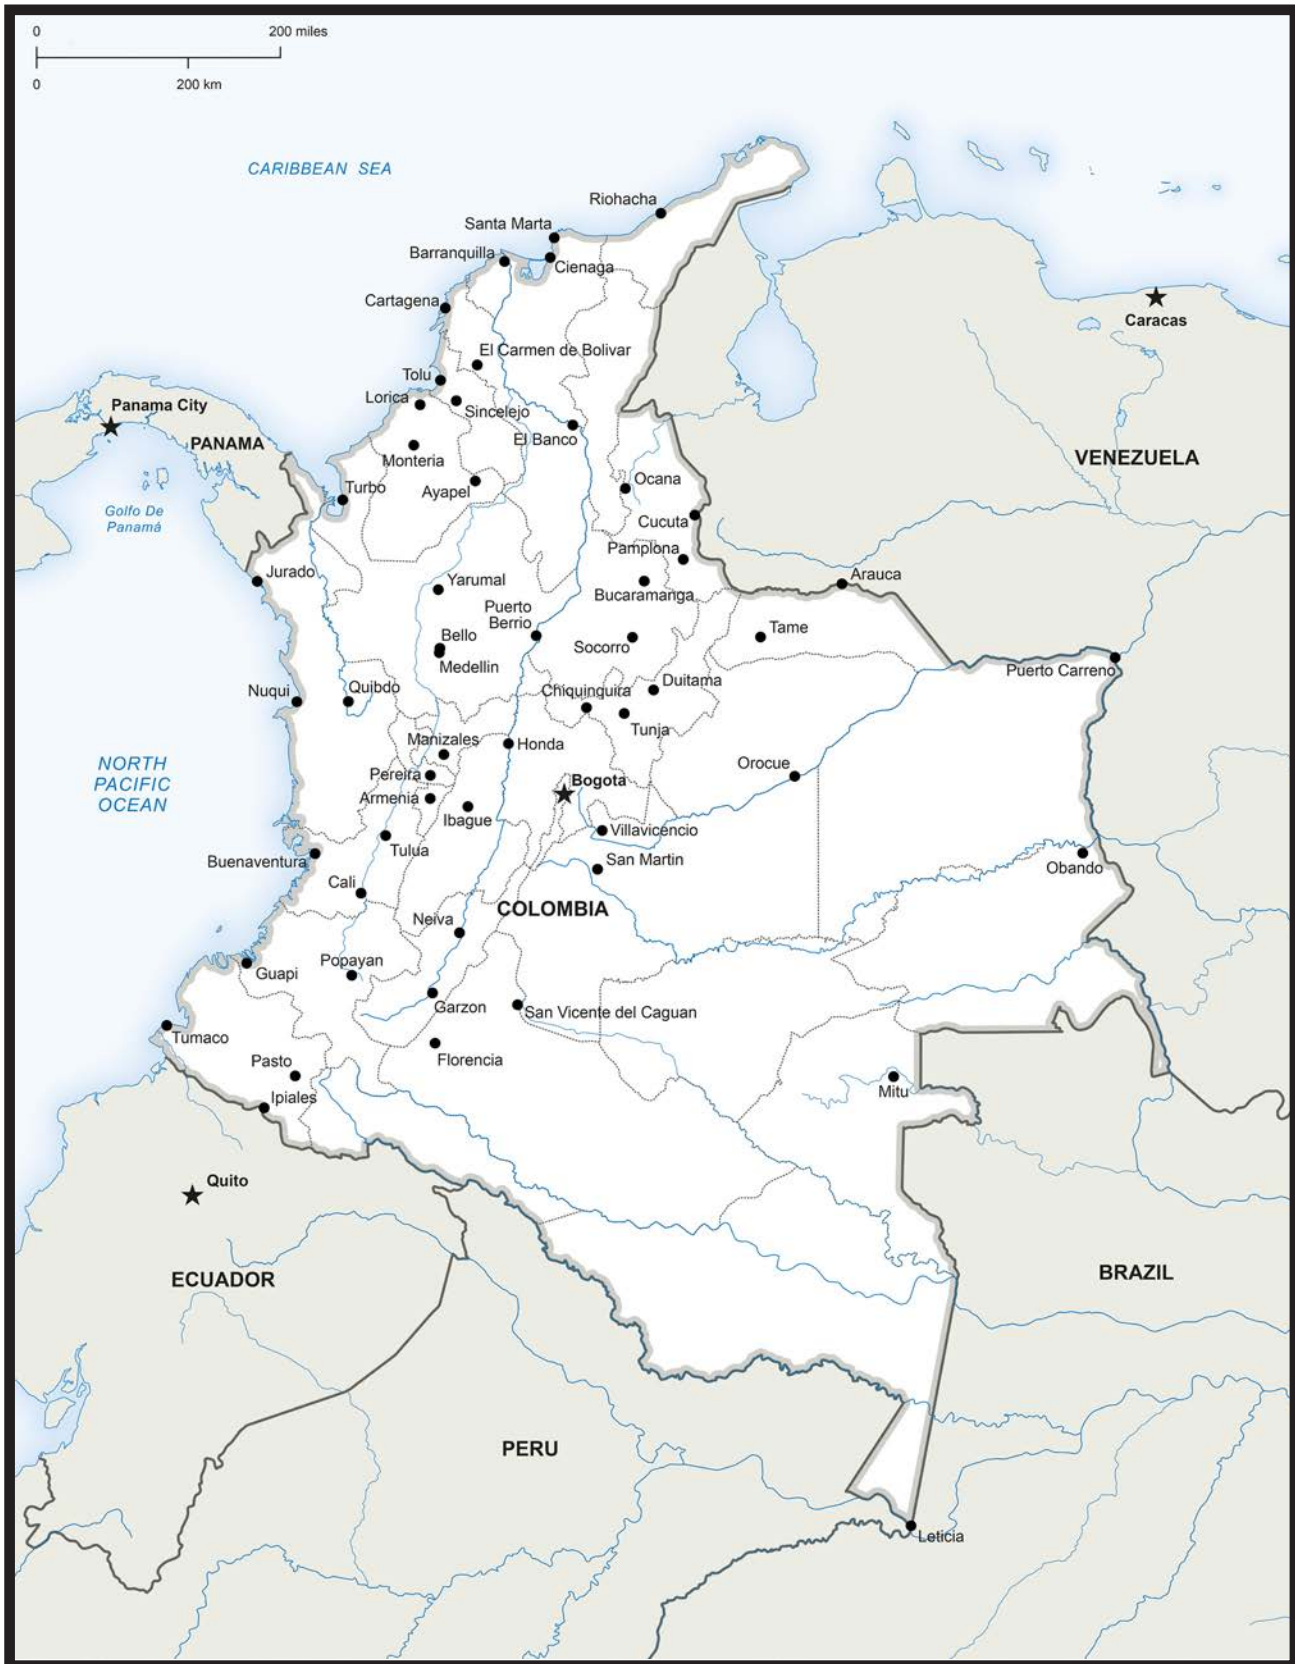 0
200 miles
0
200 km
CARIBBEAN SEA
Riohacha
Santa Marta
Barranquilla
Cienaga
Cartagena
Caracas
El Carmen de Bolivar
Tolu
Lorica
Sincelejo
Panama City
El Banco
PANAMA
Monteria
VENEZUELA
Turbo
Ayapel
Ocana
Golfo De
Panamá
Cucuta
Pamplona
Jurado
Yarumal
Bucaramanga
Arauca
Puerto
Berrio
Bello
Medellin
Socorro
Tame
Puerto Carreno
Nuqui
Quibdo
Chiquinquira
Duitama
Tunja
Manizales
Honda
NORTH
PACIFIC
OCEAN
Pereira
Bogota
Orocue
Armenia
Ibague
Villavicencio
Tulua
Buenaventura
San Martin
Obando
Cali
COLOMBIA
Neiva
Guapi
Popayan
Garzon
San Vicente del Caguan
Tumaco
Florencia
Pasto
Ipiales
Mitu
Quito
ECUADOR
BRAZIL
PERU
Leticia